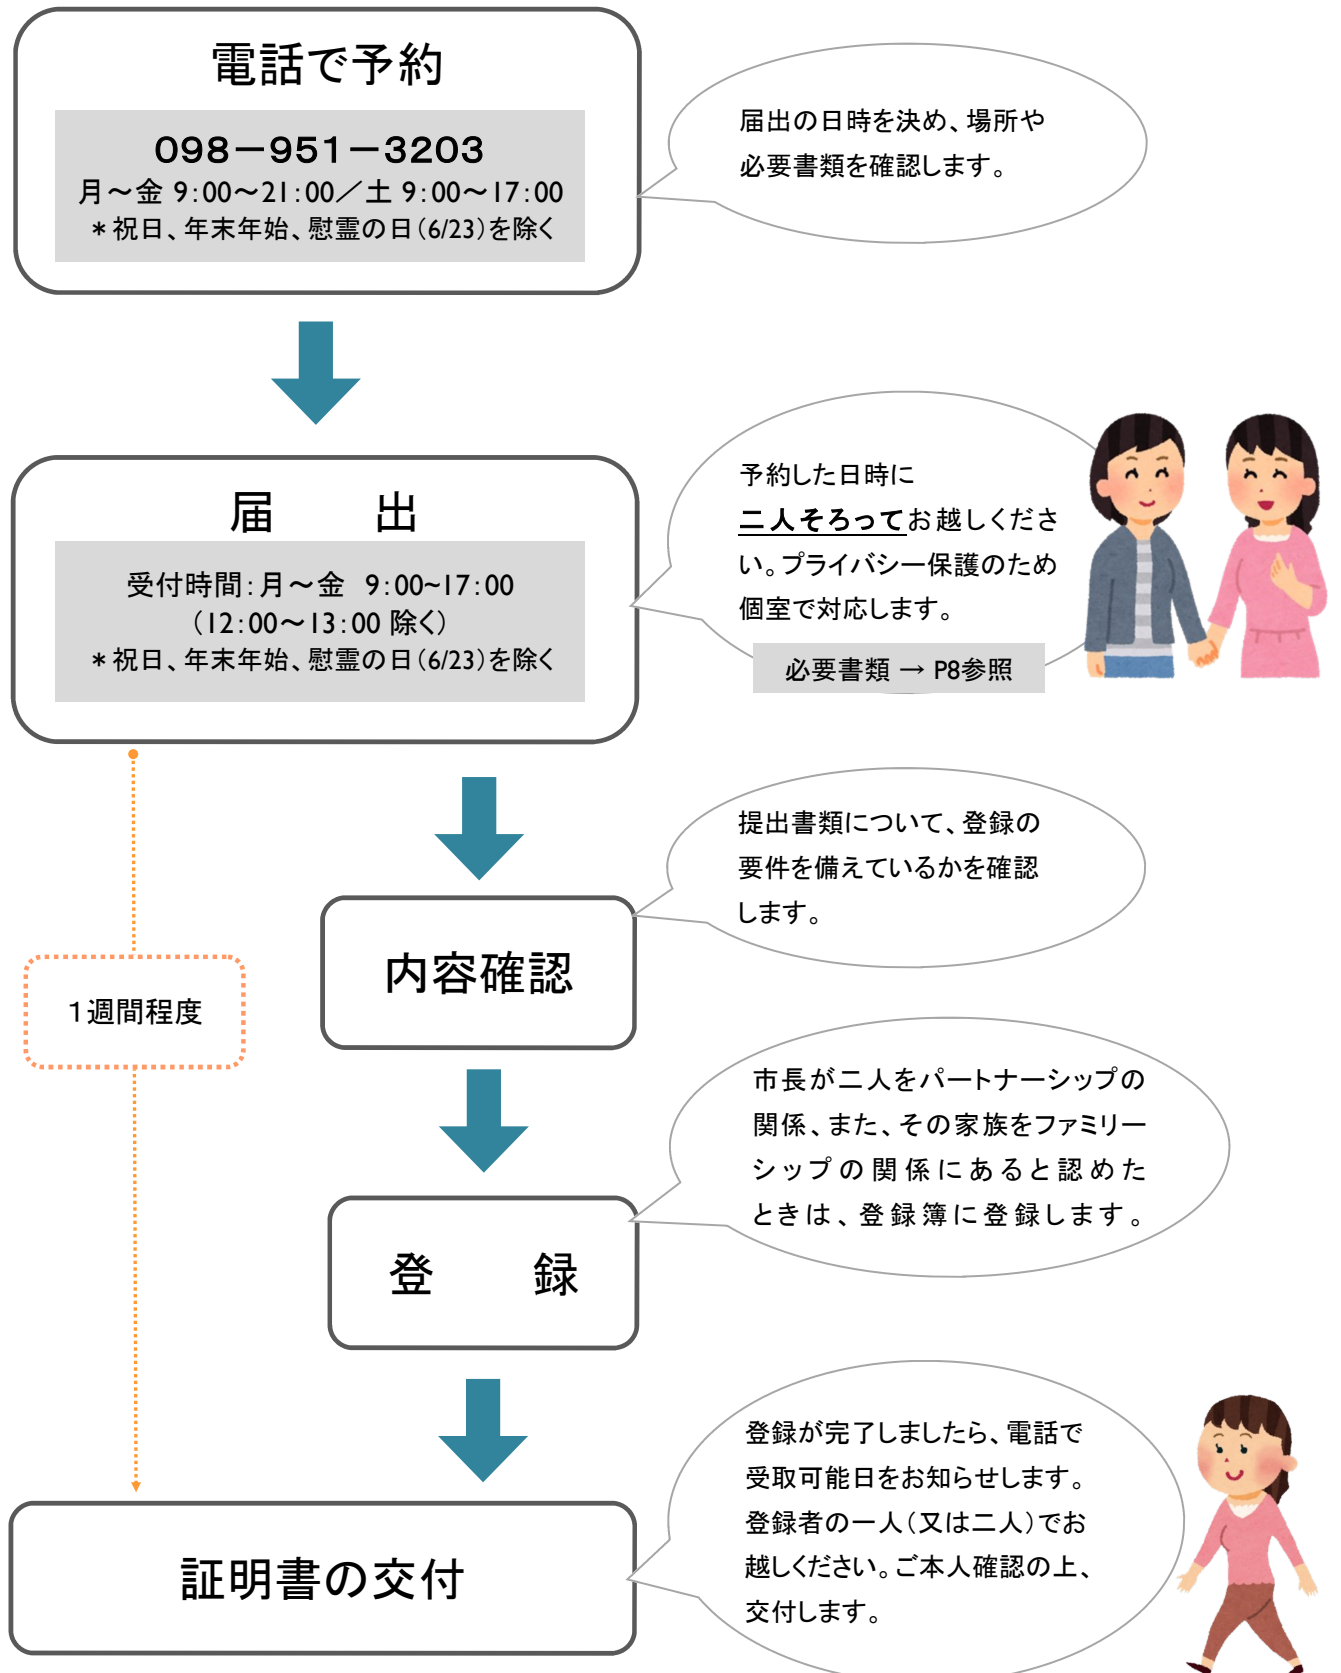 電話で予約
098－951－3203
月～金 9:00～21:00／土 9:00～17:00
＊祝日、年末年始、慰霊の日（6/23）を除く
届出の日時を決め、場所や
必要書類を確認します。
届　　出
受付時間：月～金 9:00~17:00
（12:00～13:00 除く）
＊祝日、年末年始、慰霊の日（6/23）を除く
予約した日時に
二人そろってお越しくださ
い。プライバシー保護のため
個室で対応します。
必要書類 → P8参照
提出書類について、登録の
要件を備えているかを確認
します。
内容確認
１週間程度
市長が二人をパートナーシップの
関係、また、その家族をファミリー
シップの関係にあると認めた
ときは、登録簿に登録します。
登　　録
登録が完了しましたら、電話で
受取可能日をお知らせします。
登録者の一人（又は二人）でお
越しください。ご本人確認の上、
交付します。
証明書の交付